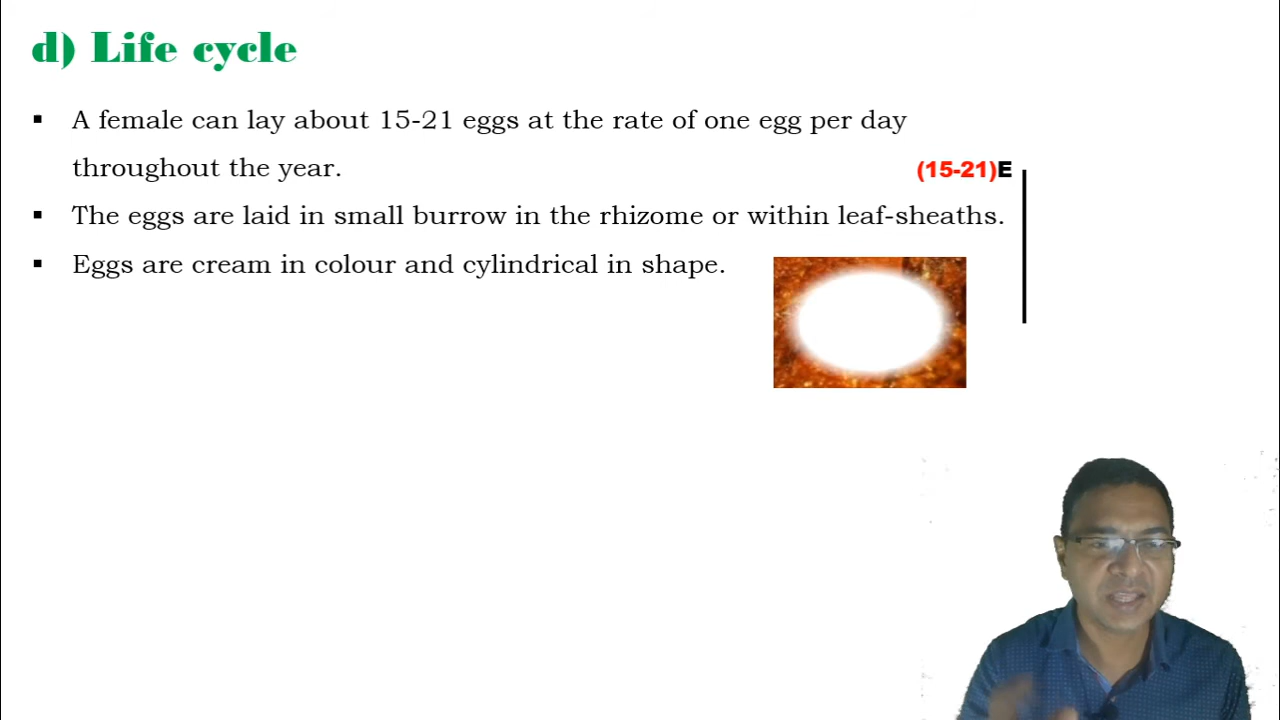 d) Life cycle
▪ A female can lay about 15-21 eggs at the rate of one egg per day
throughout the year.
(15-21)E
▪ The eggs are laid in small burrow in the rhizome or within leaf-sheaths.
▪ Eggs are cream in colour and cylindrical in shape.